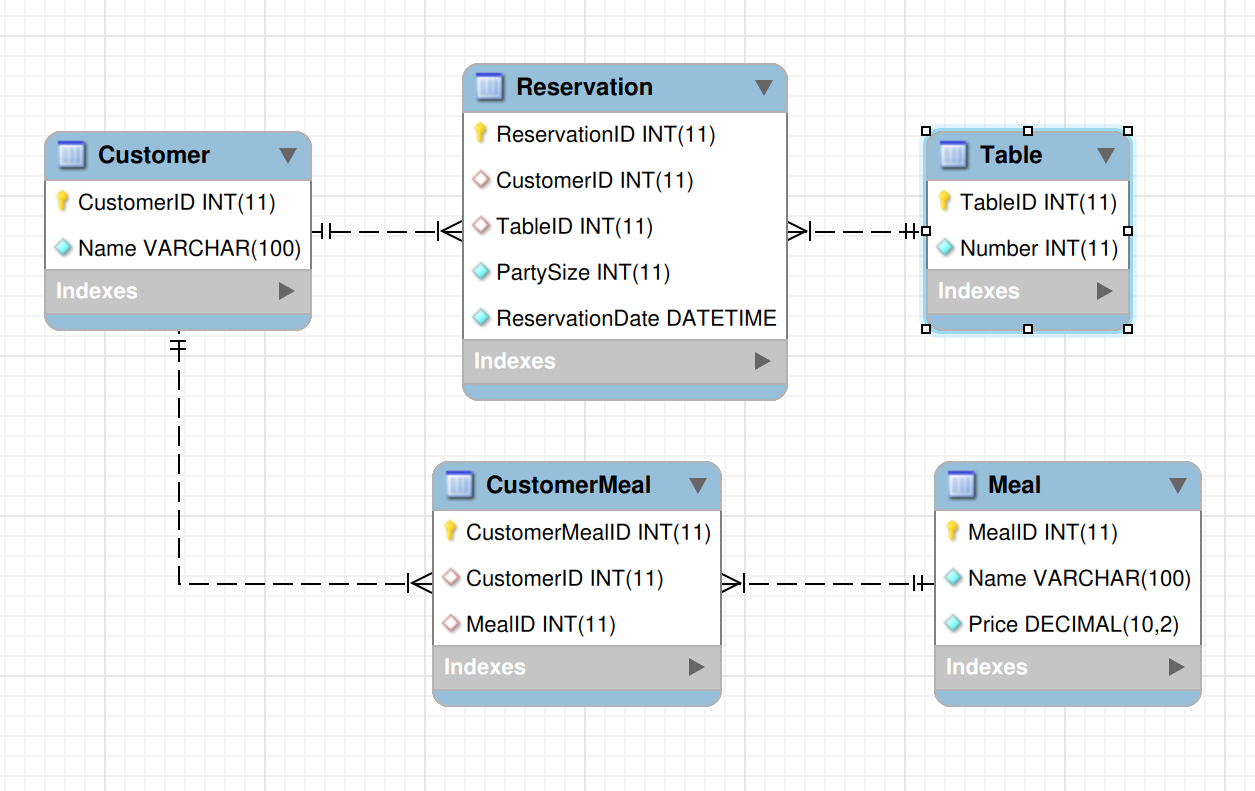 Customer
CustomerID INT(11)
Name VARCHAR(100)
Indexes
Reservation
ReservationID INT(11)
CustomerID INT(11)
TableID INT(11)
PartySize INT(11)
ReservationDate DATETIME
Indexes
Table
TableID INT(11)
Number INT(11)
Indexes
CustomerMeal
CustomerMealID INT(11)
CustomerID INT(11)
MealID INT(11)
Indexes
Meal
MealID INT(11)
Name VARCHAR(100)
Price DECIMAL(10,2)
Indexes